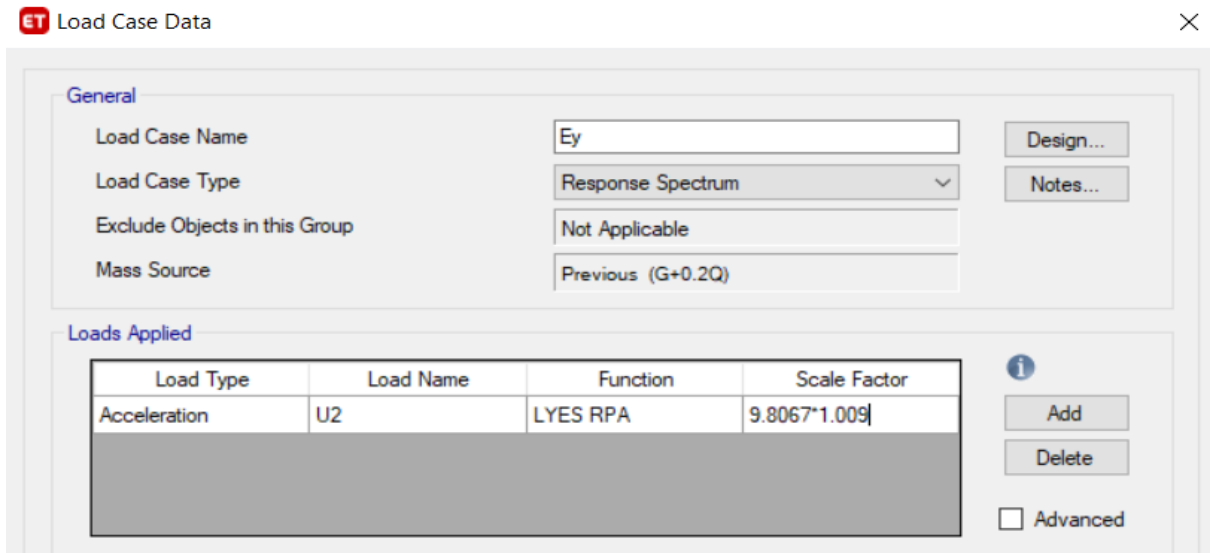 ET Load Case Data
General
Load Case Name Ey Design...
Load Case Type Response Spectrum Notes...
Exclude Objects in this Group Not Applicable
Mass Source Previous (G+0.2Q)
Loads Applied
Load Type Load Name Function Scale Factor
Acceleration U2 LYES RPA 9.8067*1.009 Add
Delete
Advanced